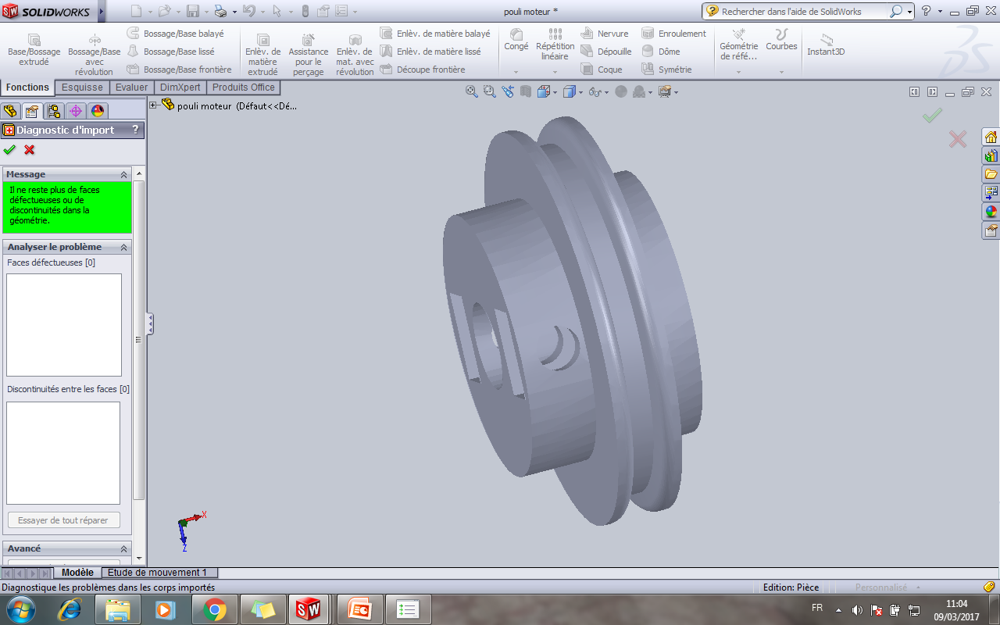 SOLIDWORKS
pouli moteur *
Rechercher dans l'aide de SolidWorks
?
Base/Bossage
extrudé
Bossage/Base
avec
révolution
Bossage/Base balayé
Bossage/Base lissé
Bossage/Base frontière
Enlèv. de
matière
extrudé
Assistance
pour le
perçage
Enlèv. de
mat. avec
révolution
Enlèv. de matière balayé
Enlèv. de matière lissé
Découpe frontière
Congé
Répétition
linéaire
Nervure
Dépouille
Coque
Enroulement
Dôme
Symétrie
Géométrie
de réfé...
Courbes
Instant3D
Fonctions
Esquisse
Evaluer
DimXpert
Produits Office
pouli moteur (Défaut<<Dé...
Diagnostic d'import
?
Message
Il ne reste plus de faces
défectueuses ou de
discontinuités dans la
géométrie.
Analyser le problème
Faces défectueuses [0]
Discontinuités entre les faces [0]
Essayer de tout réparer
Avancé
X
Z
Modèle
Etude de mouvement 1
Diagnostique les problèmes dans les corps importés
Edition: Pièce
Personnalisé
FR
11:04
09/03/2017